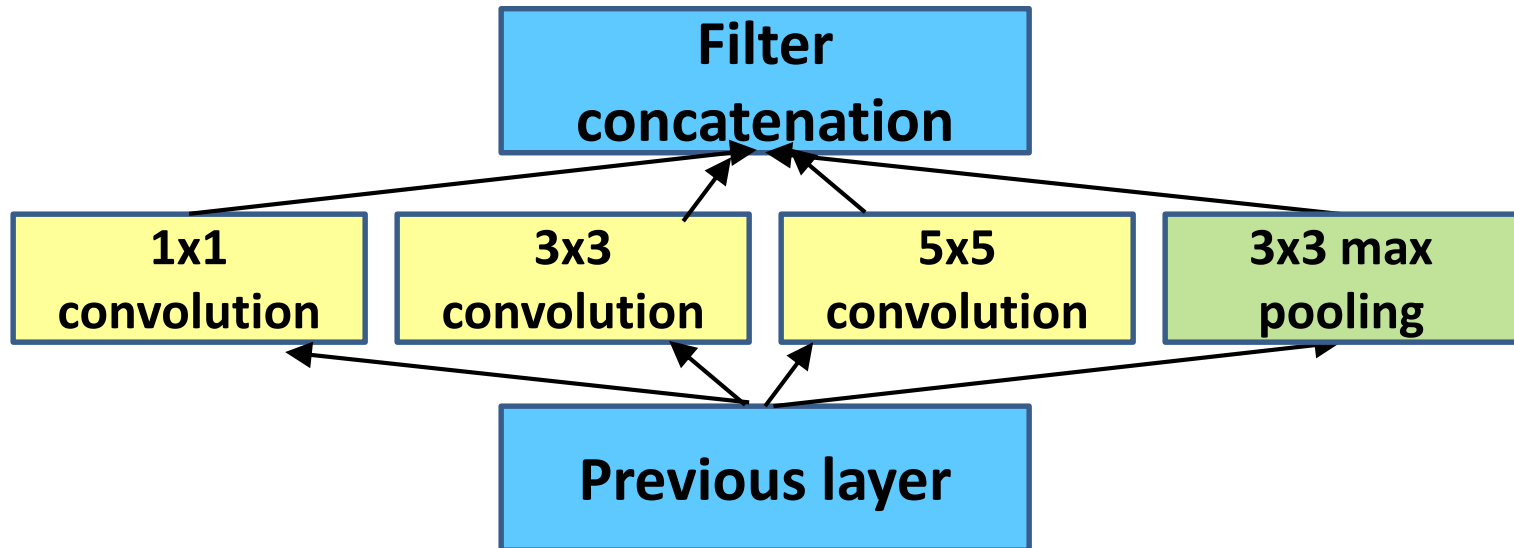 Filter
concatenation
1x1
convolution
3x3
convolution
5x5
convolution
3x3 max
pooling
Previous layer